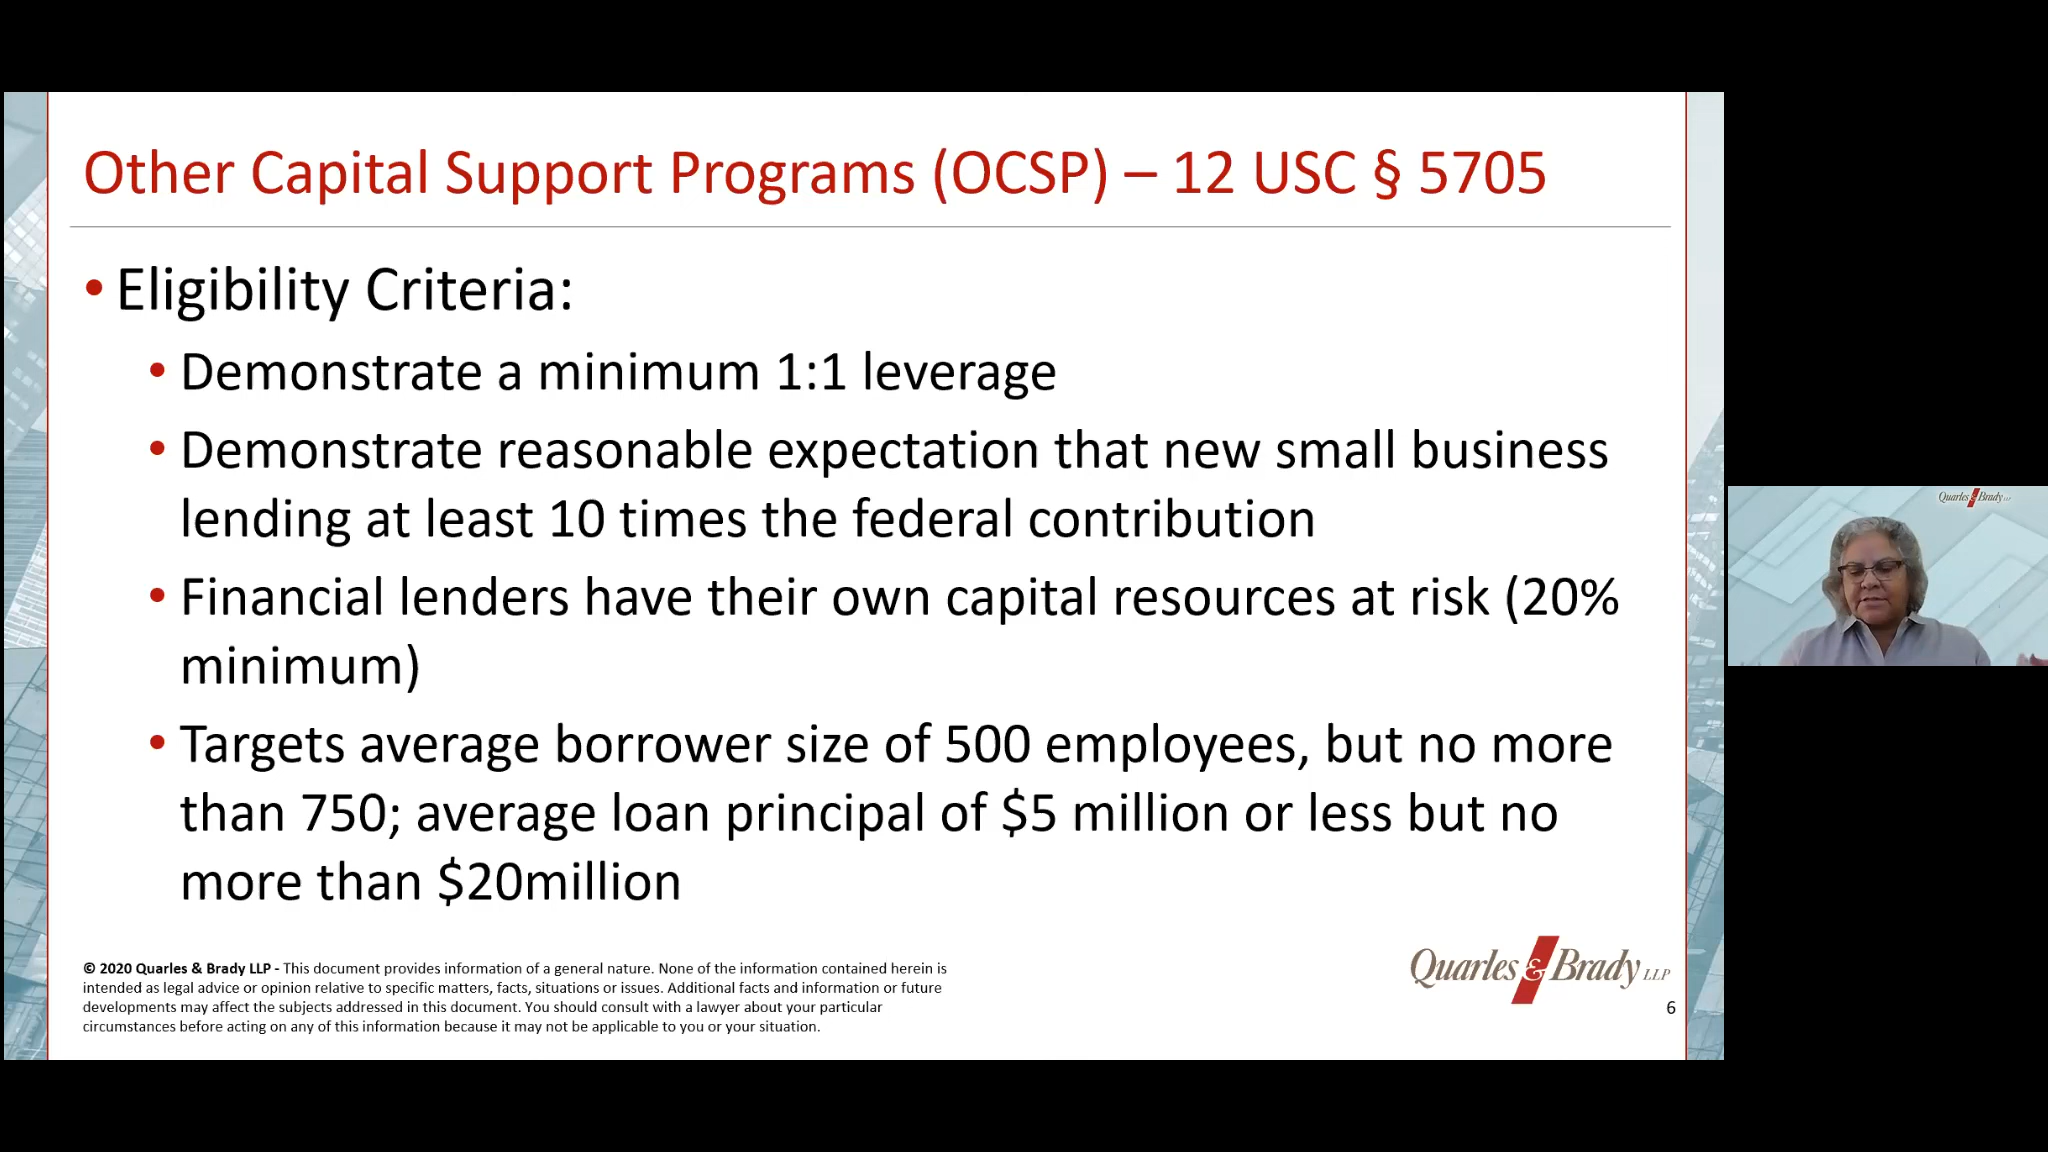 Other Capital Support Programs (OCSP) – 12 USC § 5705
• Eligibility Criteria:
• Demonstrate a minimum 1:1 leverage
• Demonstrate reasonable expectation that new small business
lending at least 10 times the federal contribution
• Financial lenders have their own capital resources at risk (20%
minimum)
• Targets average borrower size of 500 employees, but no more
than 750; average loan principal of $5 million or less but no
more than $20million
© 2020 Quarles & Brady LLP - This document provides information of a general nature. None of the information contained herein is
intended as legal advice or opinion relative to specific matters, facts, situations or issues. Additional facts and information or future
developments may affect the subjects addressed in this document. You should consult with a lawyer about your particular
circumstances before acting on any of this information because it may not be applicable to you or your situation.
Quarles & Brady LLP
6
Quarles & Brady LLP